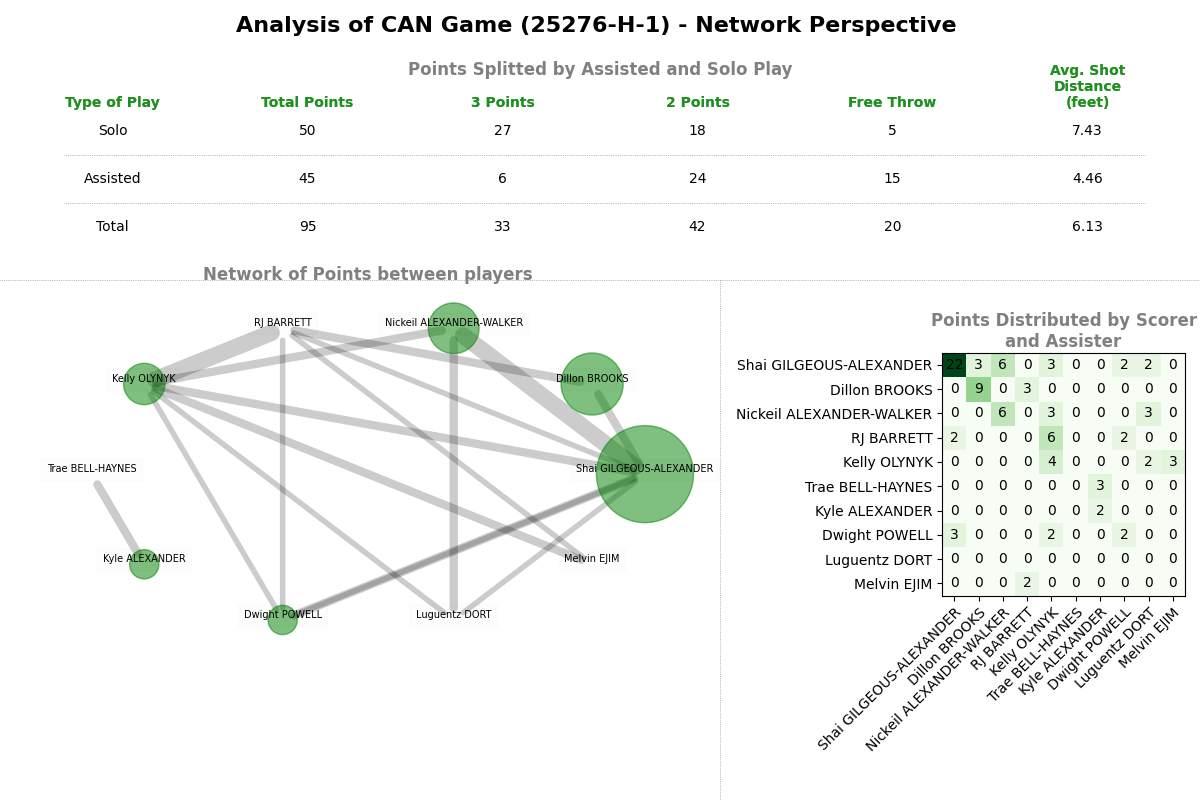 Analysis of CAN Game (25276-H-1) - Network Perspective
Points Splitted by Assisted and Solo Play
Type of Play Total Points 3 Points 2 Points Free Throw Avg. Shot
Distance
(feet)
Solo 50 27 18 5 7.43
Assisted 45 6 24 15 4.46
Total 95 33 42 20 6.13
Network of Points between players
RJ BARRETT
Nickeil ALEXANDER-WALKER
Kelly OLYNYK
Dillon BROOKS
Trae BELL-HAYNES
Shai GILGEOUS-ALEXANDER
Kyle ALEXANDER
Melvin EJIM
Dwight POWELL
Luguentz DORT
Points Distributed by Scorer
and Assister
Shai GILGEOUS-ALEXANDER 22 3 6 0 3 0 0 2 2 0
Dillon BROOKS 0 9 0 3 0 0 0 0 0 0
Nickeil ALEXANDER-WALKER 0 0 6 0 3 0 0 0 3 0
RJ BARRETT 2 0 0 0 6 0 0 2 0 0
Kelly OLYNYK 0 0 0 0 4 0 0 0 2 3
Trae BELL-HAYNES 0 0 0 0 0 0 3 0 0 0
Kyle ALEXANDER 0 0 0 0 0 0 2 0 0 0
Dwight POWELL 3 0 0 0 2 0 0 2 0 0
Luguentz DORT 0 0 0 0 0 0 0 0 0 0
Melvin EJIM 0 0 0 2 0 0 0 0 0 0
Shai GILGEOUS-ALEXANDER
Dillon BROOKS
Nickeil ALEXANDER-WALKER
RJ BARRETT
Kelly OLYNYK
Trae BELL-HAYNES
Kyle ALEXANDER
Dwight POWELL
Luguentz DORT
Melvin EJIM